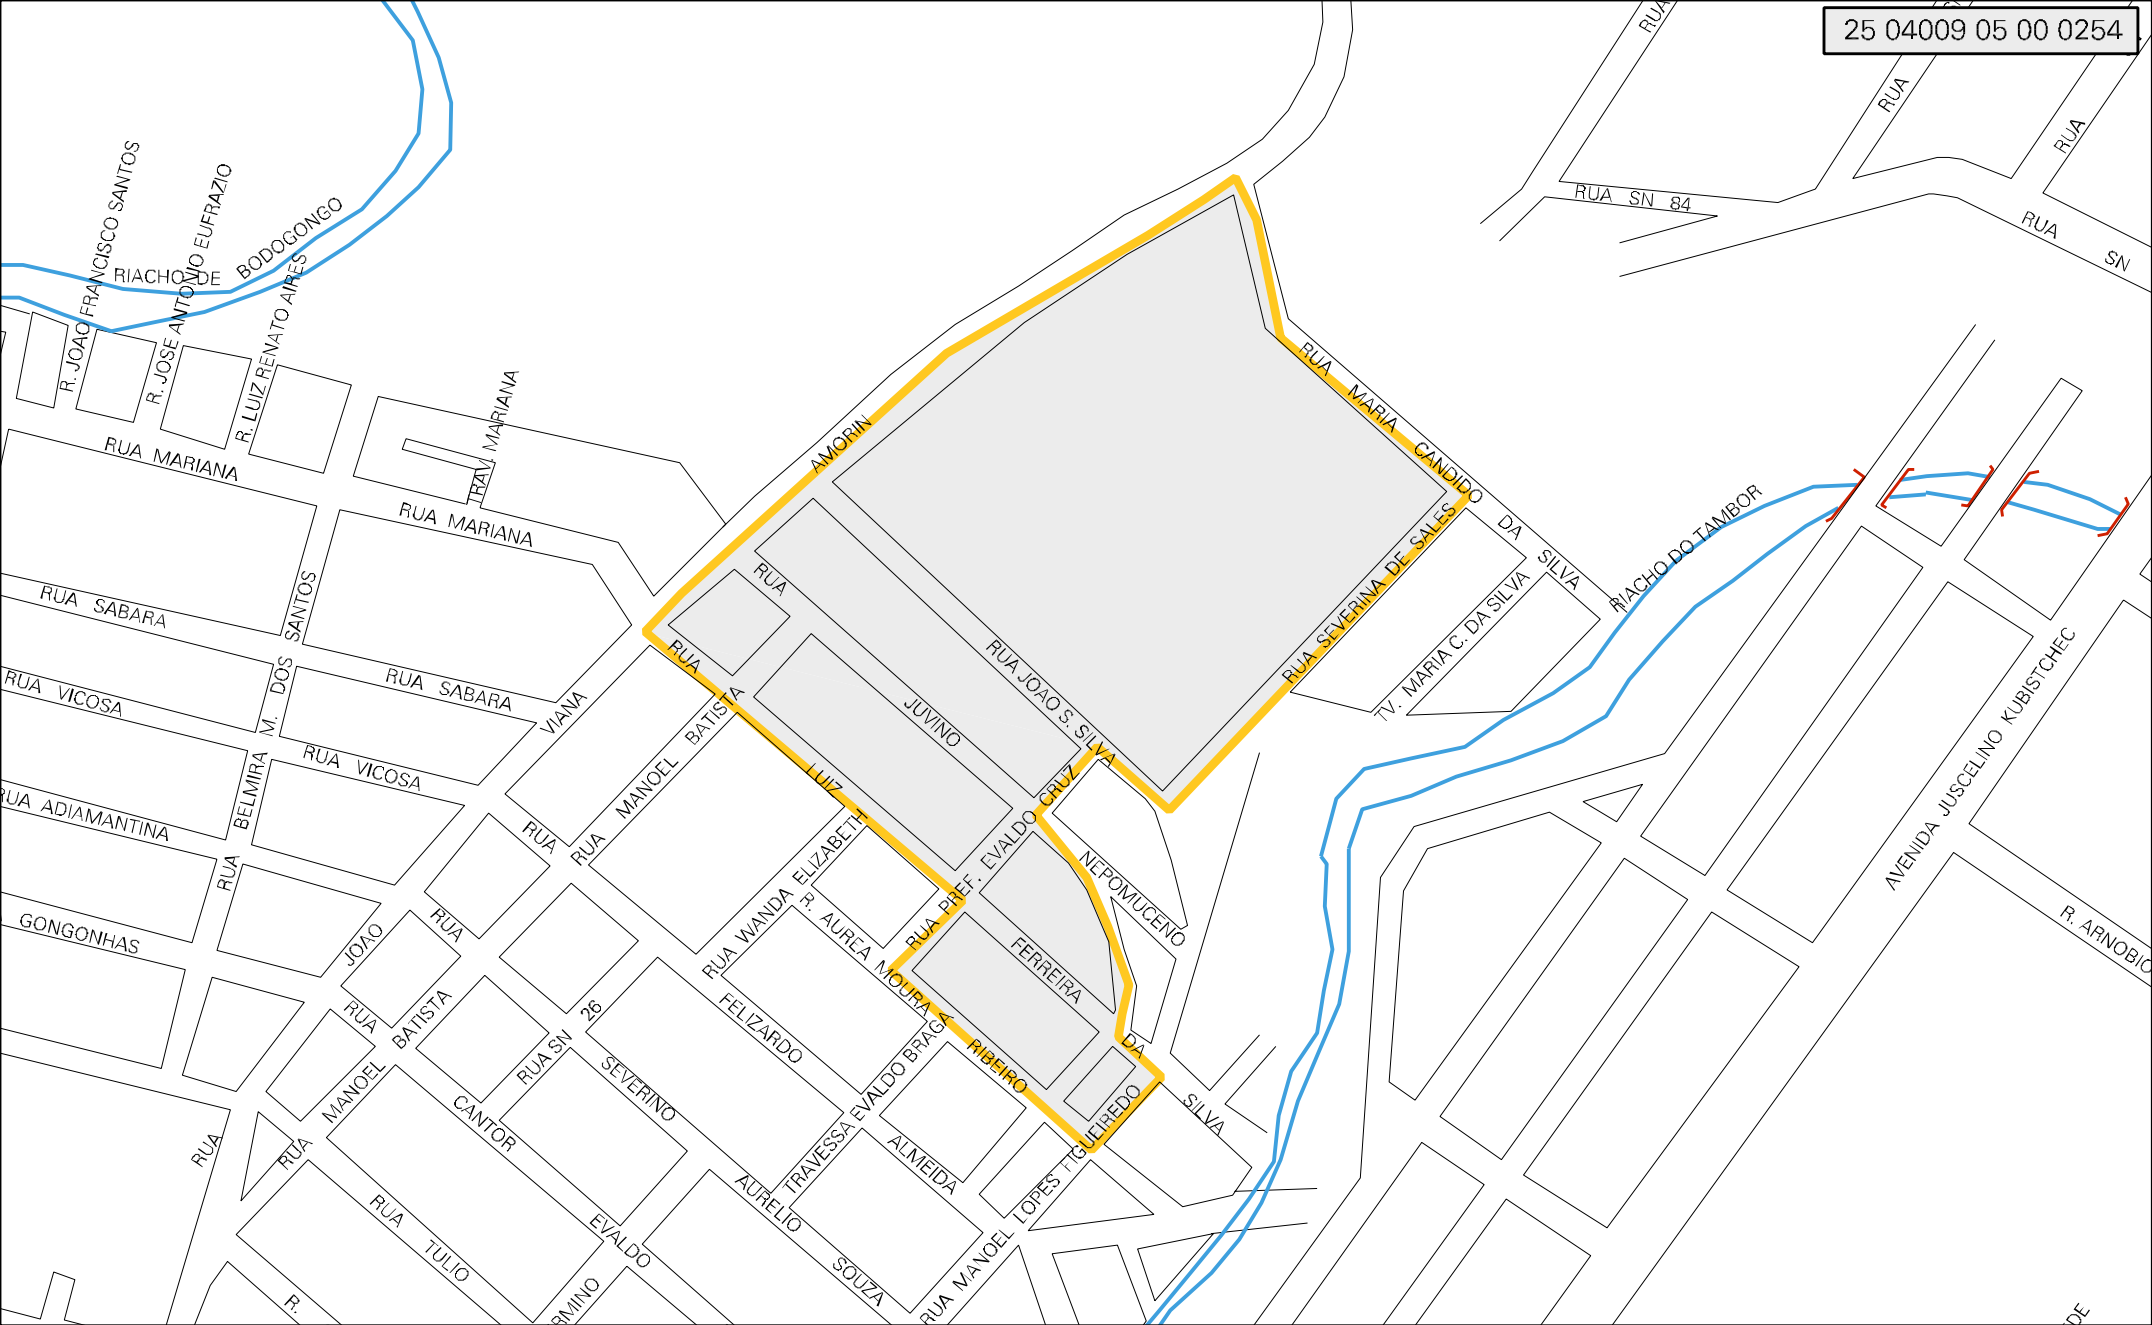 25 04009 05 00 0254
RUA
RUA
RUA
RUA SN 84
RUA SN
R. JOAO FRANCISCO SANTOS
R. JOSE ANTONIO EUFRAZIO
R. LUIZ RENATO AIRES
RIACHO DE BODOGONGO
TRAV. MARIANA
RUA MARIANA
RUA MARIANA
AMORIN
RUA MARIA CANDIDO DA SILVA
RIACHO DO TAMBOR
RUA SEVERINA DE SALES
TV. MARIA C. DA SILVA
RUA SABARA
RUA SABARA
RUA VICOSA
RUA VICOSA
RUA ADIAMANTINA
GONGONHAS
RUA BELMIRA M. DOS SANTOS
RUA JOAO VIANA
RUA JUVINO
RUA JOAO S. SILVA
RUA LUIZ T
RUA MANOEL BATISTA
RUA PREF. EVALDO CRUZ
NEPOMUCENO
RUA WANDA ELIZABETH
R. AUREA MOURA RIBEIRO
FERREIRA DA SILVA
AVENIDA JUSCELINO KUBISTCHEC
R. ARNOBIO
RUA FELIZARDO ALMEIDA
RUA SEVERINO AURELIO SOUZA
RUA SN 26
RUA CANTOR EVALDO
RUA MANOEL BATISTA
TRAVESSA EVALDO BRAGA
RUA MANOEL LOPES FIGUEIREDO
RUA TULIO
RMINO
R.
DE